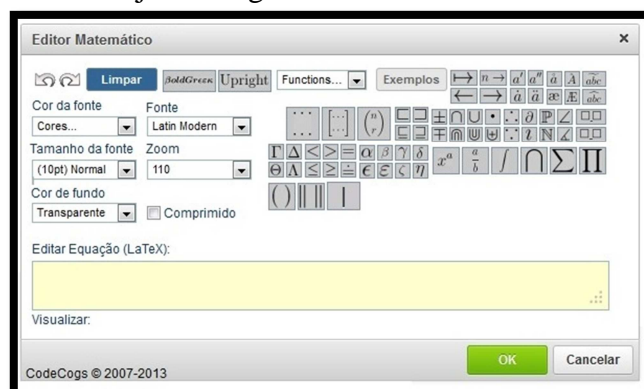 Editor Matemático ×
Limpar BoldGreek Upright Functions... Exemplos
Cor da fonte Fonte
Cores... Latin Modern
Tamanho da fonte Zoom
(10pt) Normal 110
Cor de fundo
Transparente Comprimido
Editar Equação (LaTeX):
Visualizar:
OK Cancelar
CodeCogs © 2007-2013